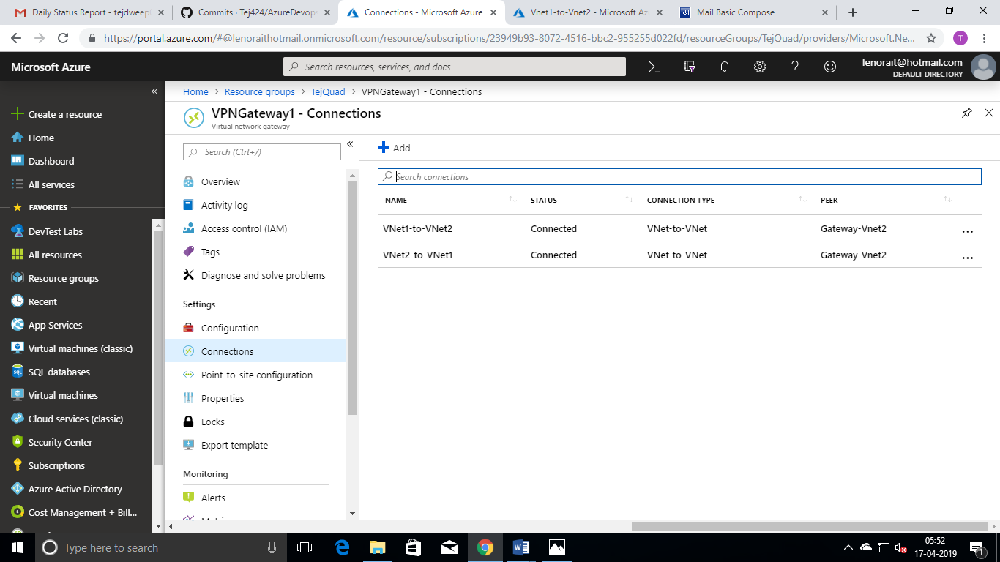 Daily Status Report - tejdweep
Commits · Tej424/AzureDevop
Connections - Microsoft Azure
Vnet1-to-Vnet2 - Microsoft Az
Mail Basic Compose
https://portal.azure.com/#@lenoraithotmail.onmicrosoft.com/resource/subscriptions/23949b93-8072-4516-bbc2-955255d022fd/resourceGroups/TejQuad/providers/Microsoft.Ne...
T
Microsoft Azure
Search resources, services, and docs
lenorait@hotmail.com
DEFAULT DIRECTORY
Create a resource
Home
Dashboard
All services
FAVORITES
DevTest Labs
All resources
Resource groups
Recent
App Services
Virtual machines (classic)
SQL databases
Virtual machines
Cloud services (classic)
Security Center
Subscriptions
Azure Active Directory
Cost Management + Bill...
Home > Resource groups > TejQuad > VPNGateway1 - Connections
VPNGateway1 - Connections
Virtual network gateway
Search (Ctrl+/)
Overview
Activity log
Access control (IAM)
Tags
Diagnose and solve problems
Settings
Configuration
Connections
Point-to-site configuration
Properties
Locks
Export template
Monitoring
Alerts
Metrics
Add
Search connections
NAME STATUS CONNECTION TYPE PEER
VNet1-to-VNet2 Connected VNet-to-VNet Gateway-Vnet2 ...
VNet2-to-VNet1 Connected VNet-to-VNet Gateway-Vnet2 ...
Type here to search
05:52
17-04-2019
1